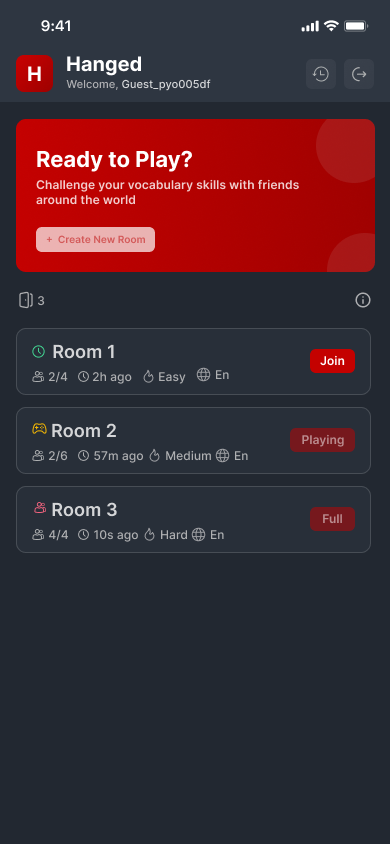 9:41
H
Hanged
Welcome, Guest_pyo005df
Ready to Play?
Challenge your vocabulary skills with friends
around the world
+ Create New Room
3
Room 1
2/4 2h ago Easy En
Join
Room 2
2/6 57m ago Medium En
Playing
Room 3
4/4 10s ago Hard En
Full